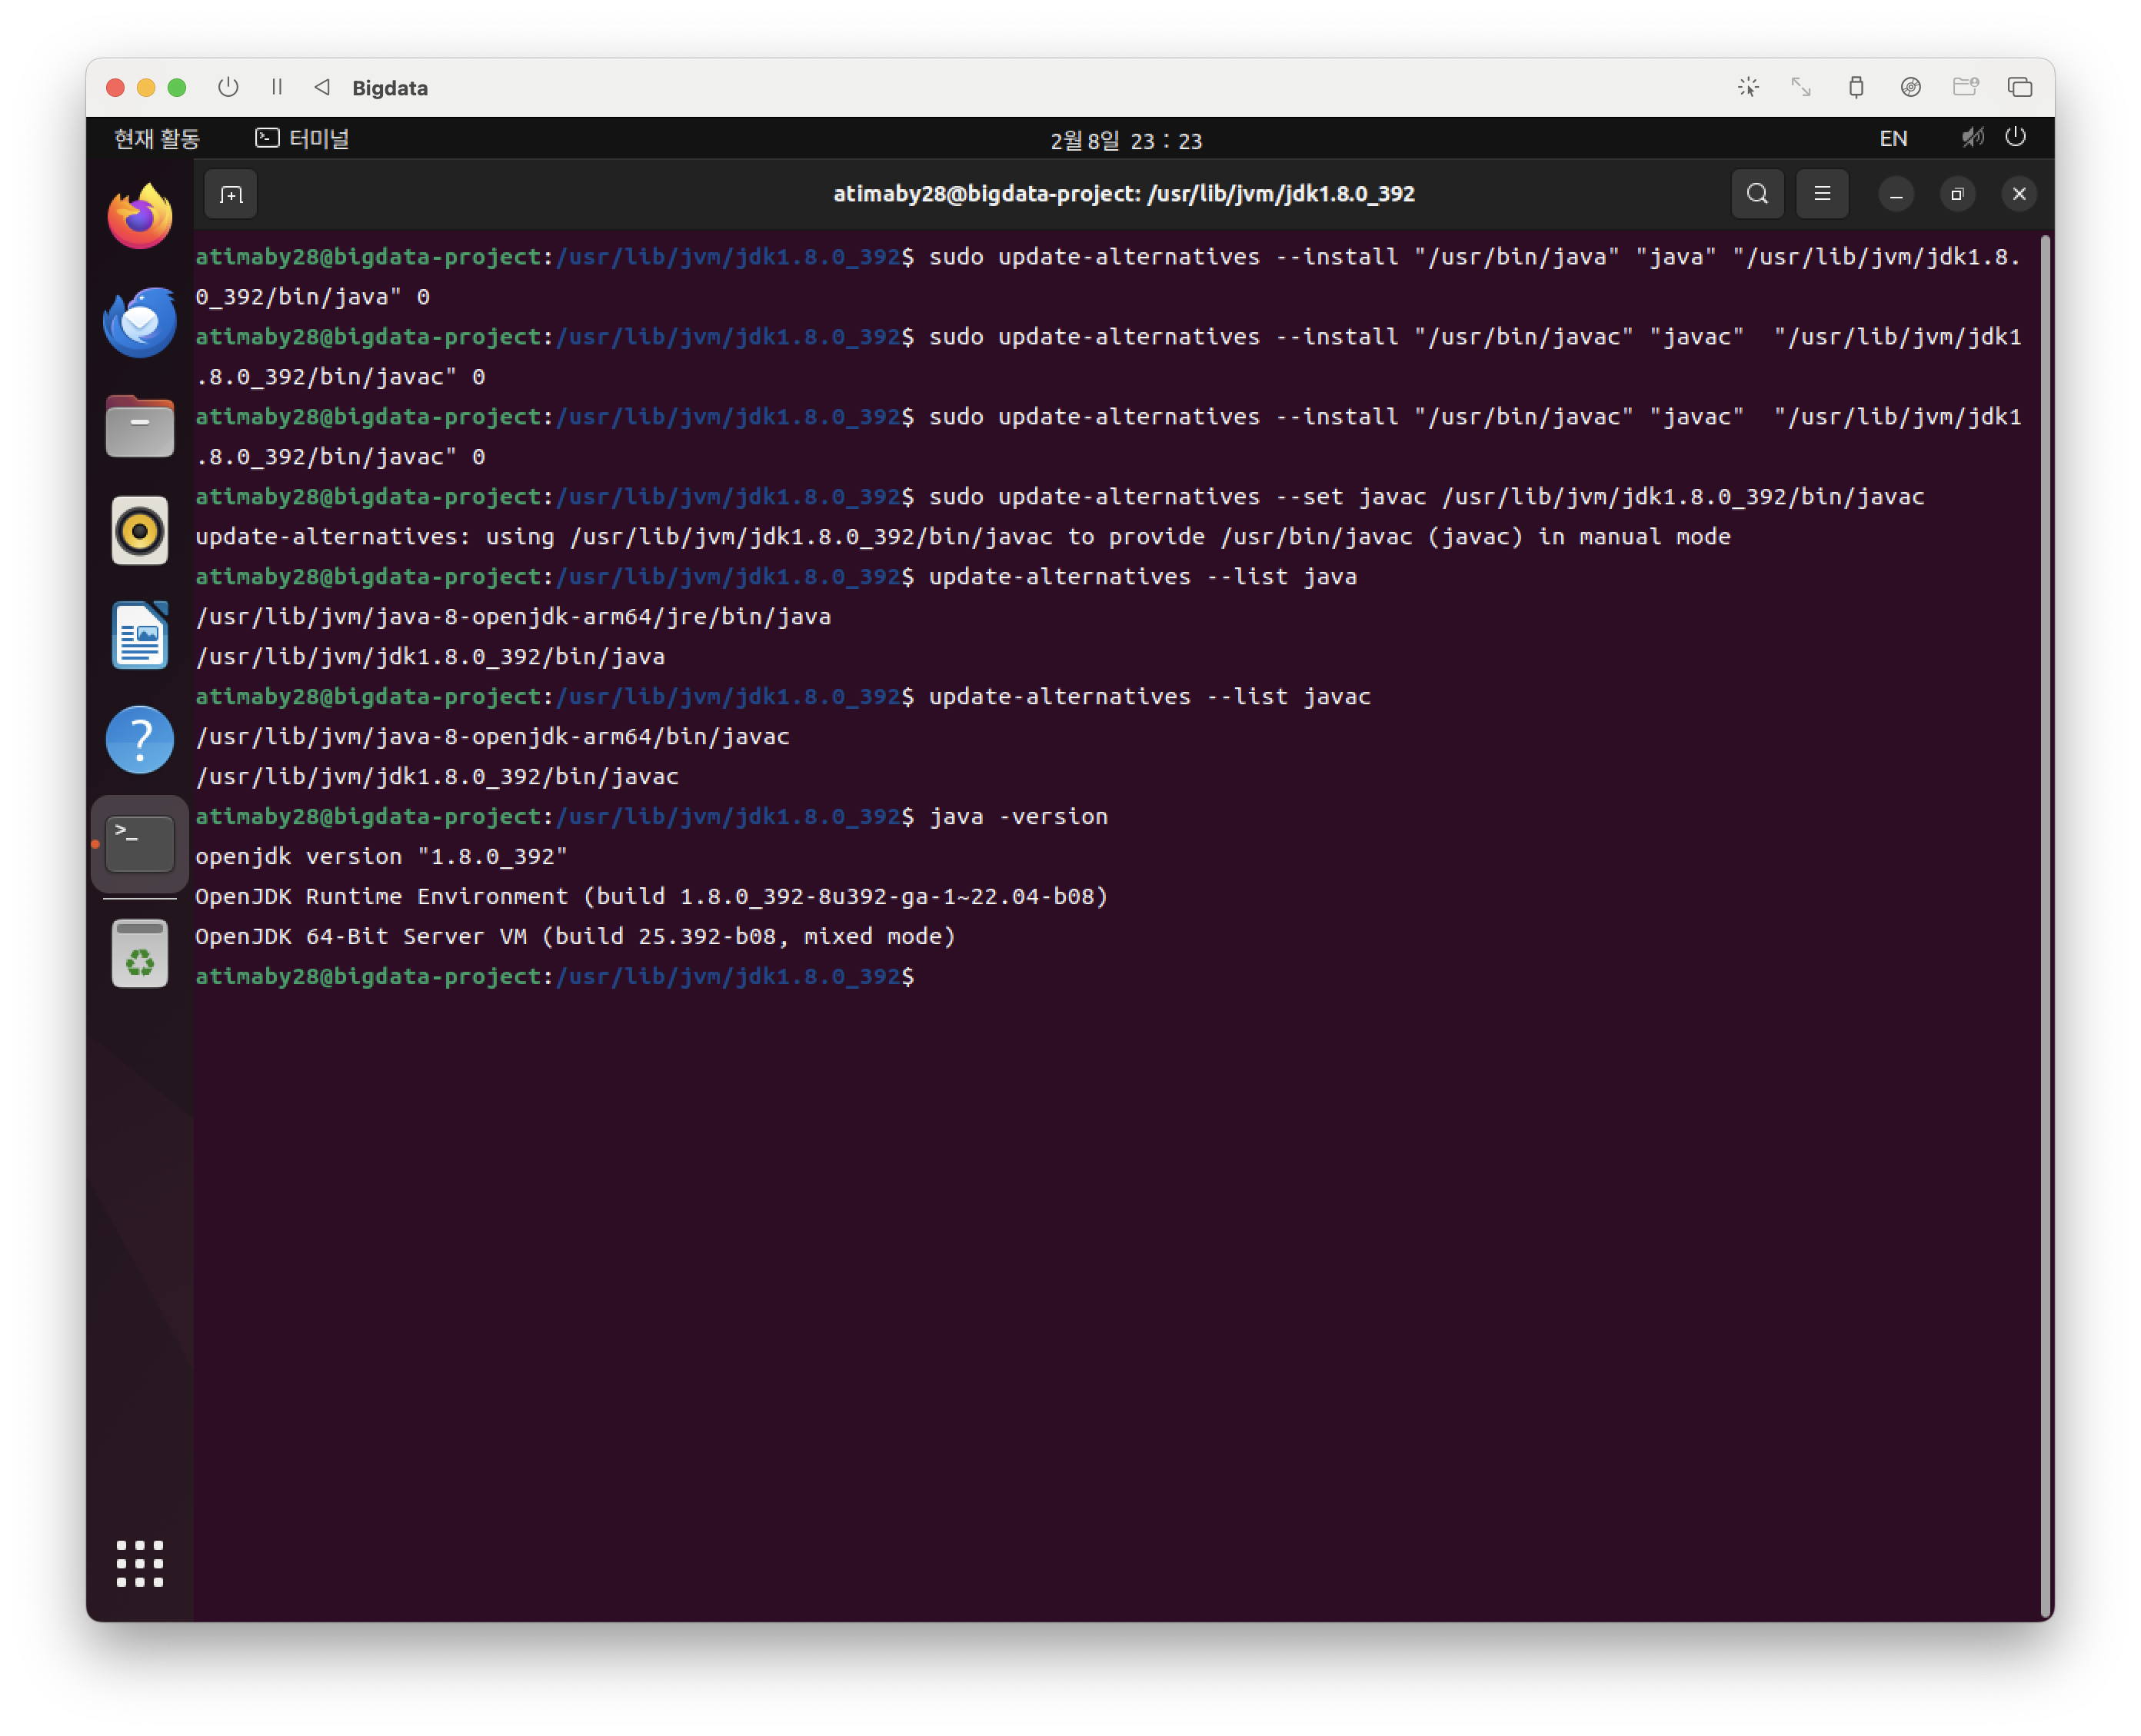 Bigdata
현재 활동
터미널
2월 8일 23 : 23
EN
atimaby28@bigdata-project: /usr/lib/jvm/jdk1.8.0_392
atimaby28@bigdata-project:/usr/lib/jvm/jdk1.8.0_392$ sudo update-alternatives --install "/usr/bin/java" "java" "/usr/lib/jvm/jdk1.8.
0_392/bin/java" 0
atimaby28@bigdata-project:/usr/lib/jvm/jdk1.8.0_392$ sudo update-alternatives --install "/usr/bin/javac" "javac"  "/usr/lib/jvm/jdk1
.8.0_392/bin/javac" 0
atimaby28@bigdata-project:/usr/lib/jvm/jdk1.8.0_392$ sudo update-alternatives --install "/usr/bin/javac" "javac"  "/usr/lib/jvm/jdk1
.8.0_392/bin/javac" 0
atimaby28@bigdata-project:/usr/lib/jvm/jdk1.8.0_392$ sudo update-alternatives --set javac /usr/lib/jvm/jdk1.8.0_392/bin/javac
update-alternatives: using /usr/lib/jvm/jdk1.8.0_392/bin/javac to provide /usr/bin/javac (javac) in manual mode
atimaby28@bigdata-project:/usr/lib/jvm/jdk1.8.0_392$ update-alternatives --list java
/usr/lib/jvm/java-8-openjdk-arm64/jre/bin/java
/usr/lib/jvm/jdk1.8.0_392/bin/java
atimaby28@bigdata-project:/usr/lib/jvm/jdk1.8.0_392$ update-alternatives --list javac
/usr/lib/jvm/java-8-openjdk-arm64/bin/javac
/usr/lib/jvm/jdk1.8.0_392/bin/javac
atimaby28@bigdata-project:/usr/lib/jvm/jdk1.8.0_392$ java -version
openjdk version "1.8.0_392"
OpenJDK Runtime Environment (build 1.8.0_392-8u392-ga-1~22.04-b08)
OpenJDK 64-Bit Server VM (build 25.392-b08, mixed mode)
atimaby28@bigdata-project:/usr/lib/jvm/jdk1.8.0_392$